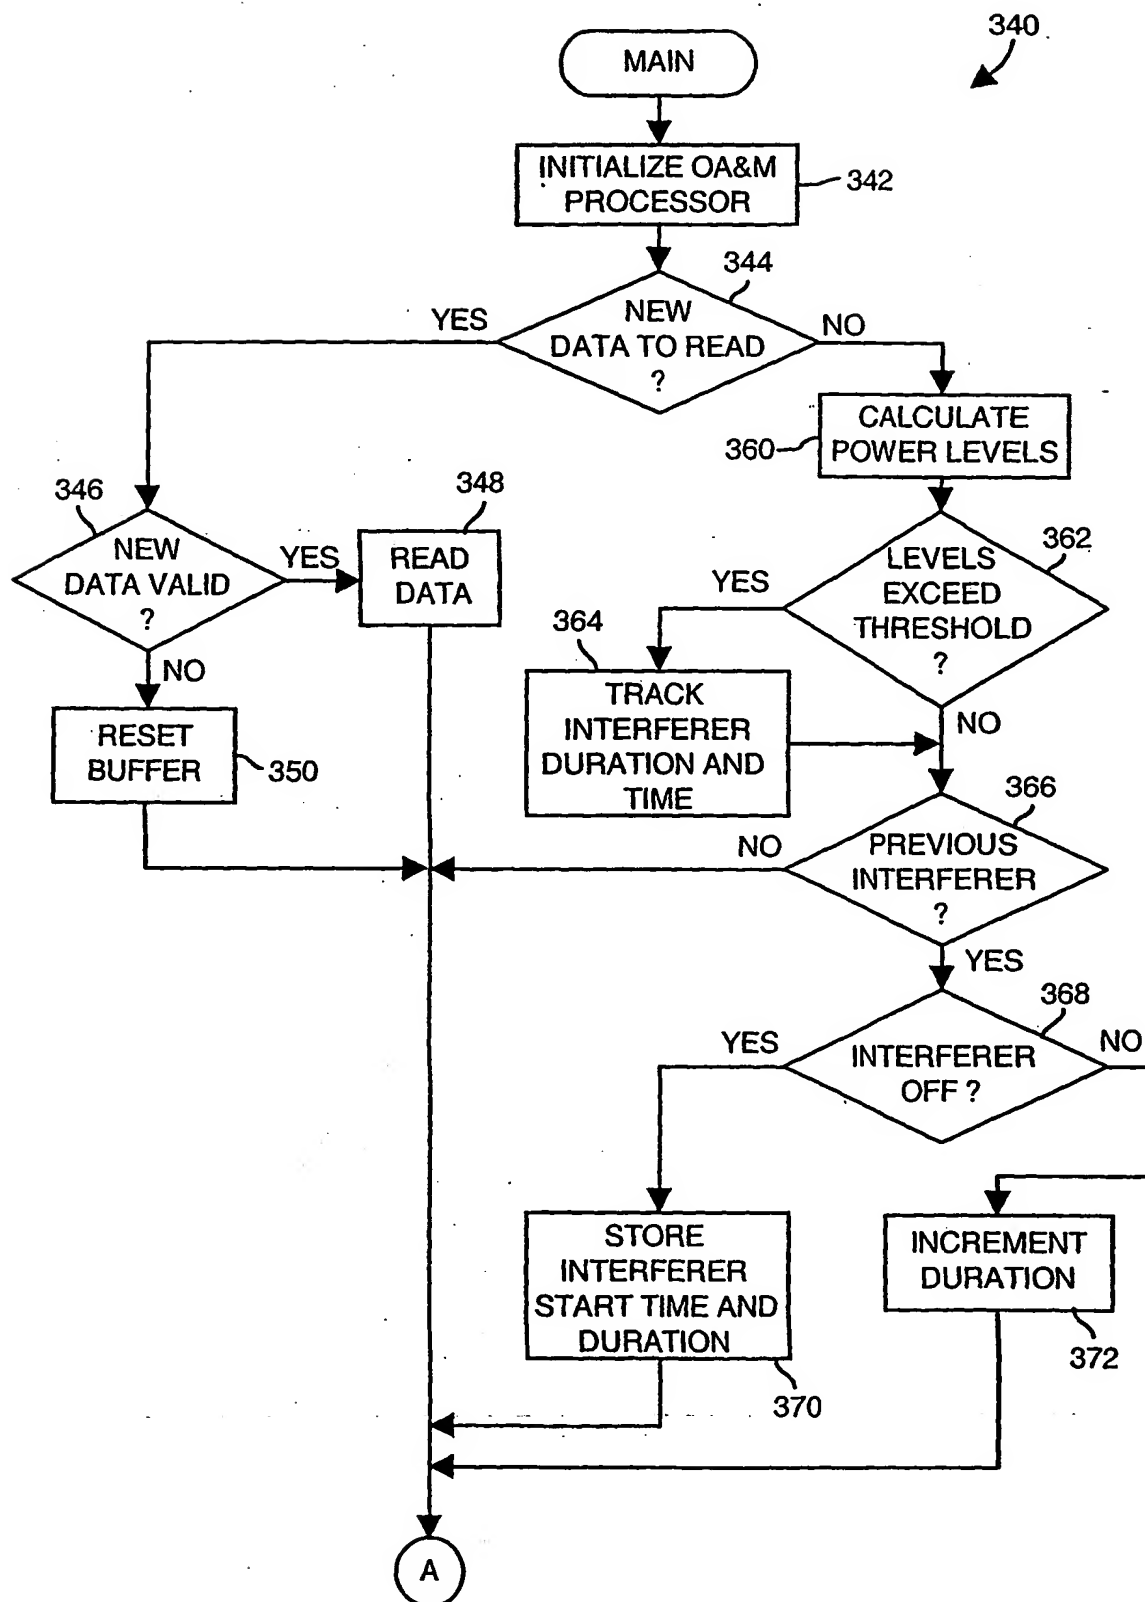 340
MAIN
INITIALIZE OA&M
PROCESSOR
342
344
NEW
DATA TO READ
?
YES
NO
CALCULATE
POWER LEVELS
360
346
NEW
DATA VALID
?
YES
NO
348
READ
DATA
362
LEVELS
EXCEED
THRESHOLD
?
YES
NO
364
TRACK
INTERFERER
DURATION AND
TIME
RESET
BUFFER
350
366
PREVIOUS
INTERFERER
?
NO
YES
368
INTERFERER
OFF ?
YES
NO
STORE
INTERFERER
START TIME AND
DURATION
370
INCREMENT
DURATION
372
A